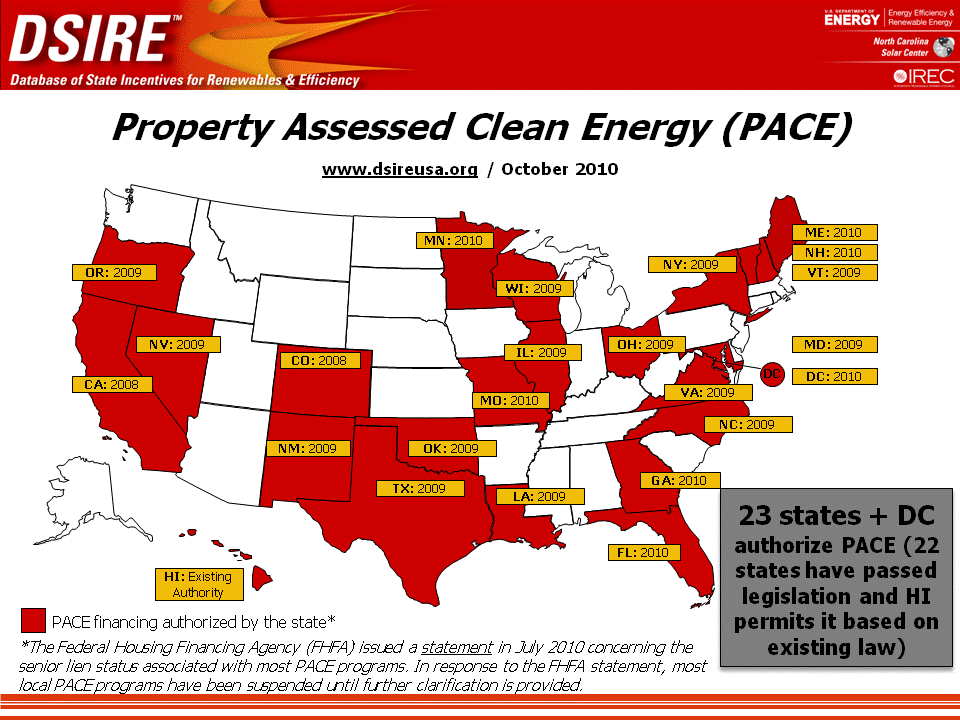 DSIRE™
Database of State Incentives for Renewables & Efficiency
U.S. DEPARTMENT OF
ENERGY
Energy Efficiency &
Renewable Energy
North Carolina
Solar Center
IREC
Property Assessed Clean Energy (PACE)
www.dsireusa.org / October 2010
ME: 2010
MN: 2010
NH: 2010
NY: 2009
VT: 2009
OR: 2009
WI: 2009
NV: 2009
OH: 2009
MD: 2009
IL: 2009
CO: 2008
DC
DC: 2010
CA: 2008
VA: 2009
MO: 2010
NC: 2009
NM: 2009
OK: 2009
GA: 2010
TX: 2009
LA: 2009
FL: 2010
HI: Existing
Authority
23 states + DC
authorize PACE (22
states have passed
legislation and HI
permits it based on
existing law)
PACE financing authorized by the state*
*The Federal Housing Financing Agency (FHFA) issued a statement in July 2010 concerning the
senior lien status associated with most PACE programs. In response to the FHFA statement, most
local PACE programs have been suspended until further clarification is provided.